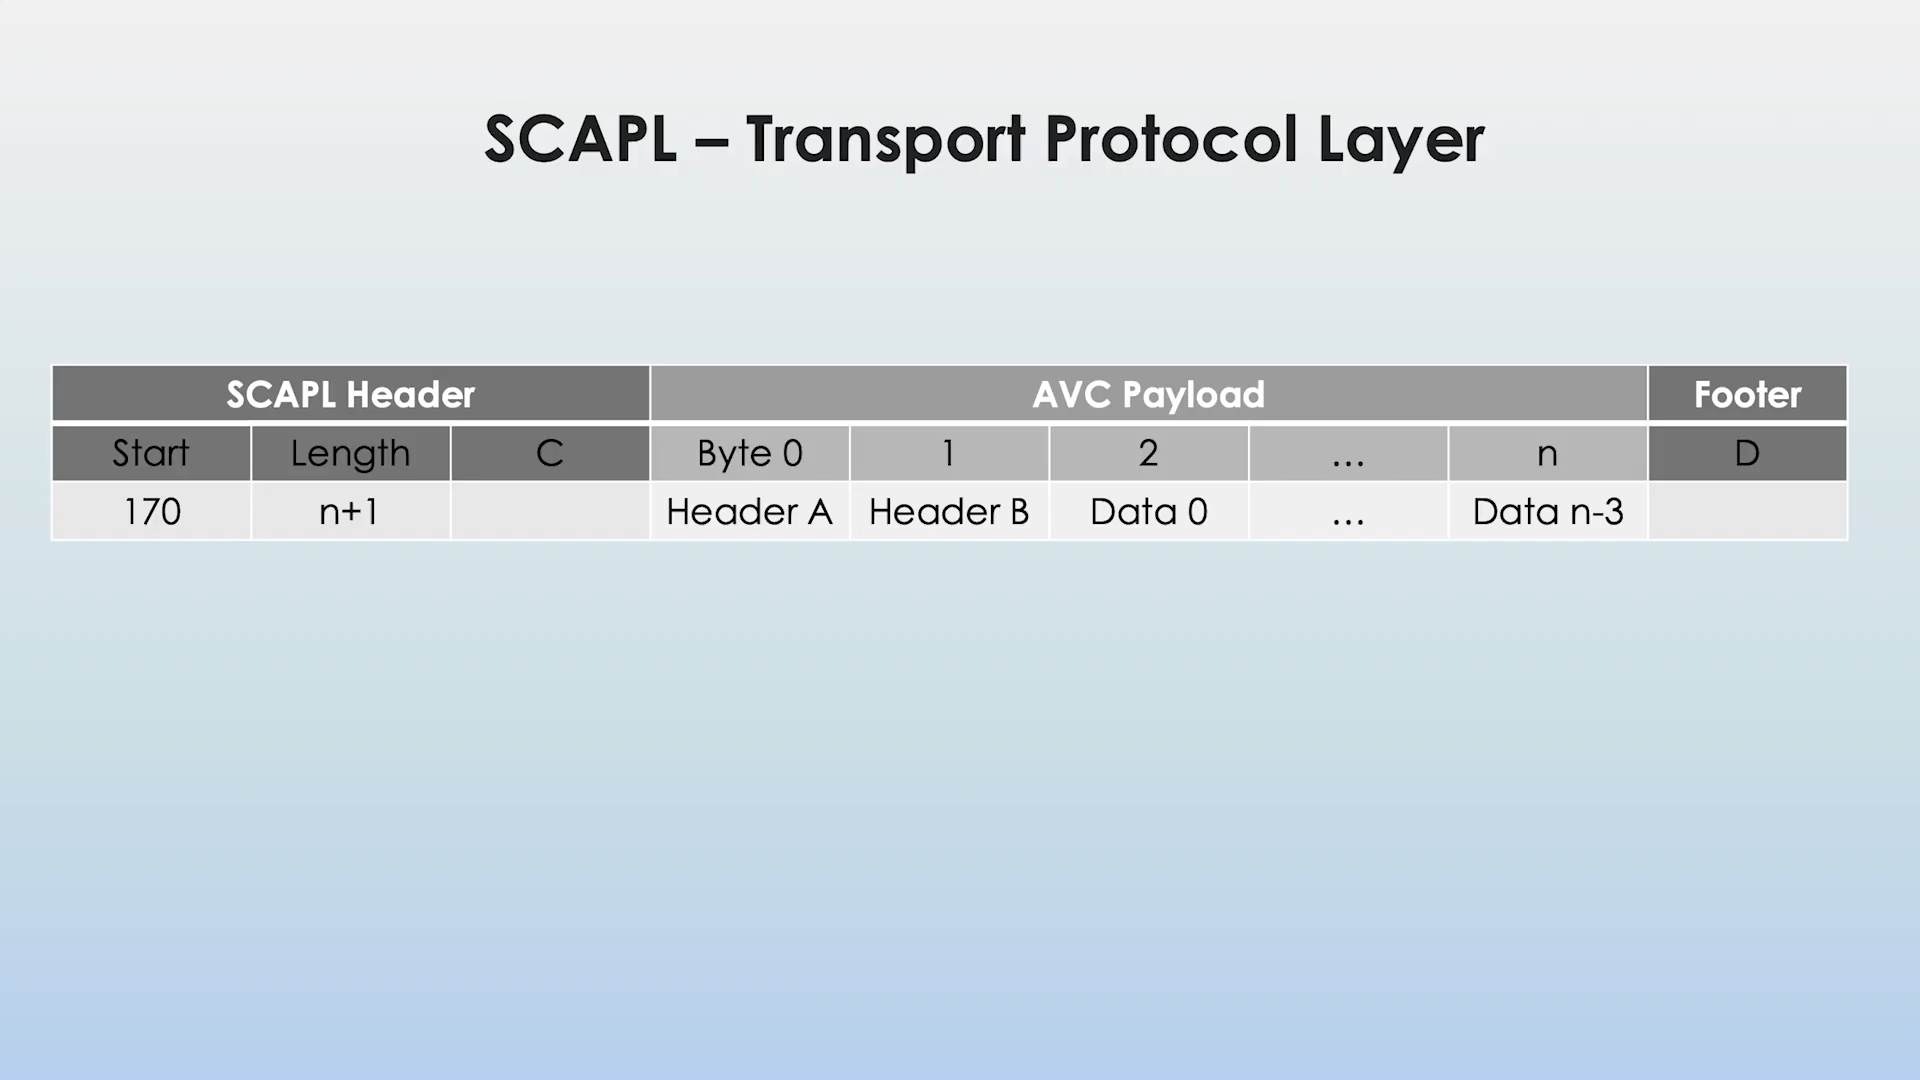 SCAPL – Transport Protocol Layer
SCAPL Header AVC Payload Footer
Start Length C Byte 0 1 2 ... n D
170 n+1 Header A Header B Data 0 ... Data n-3